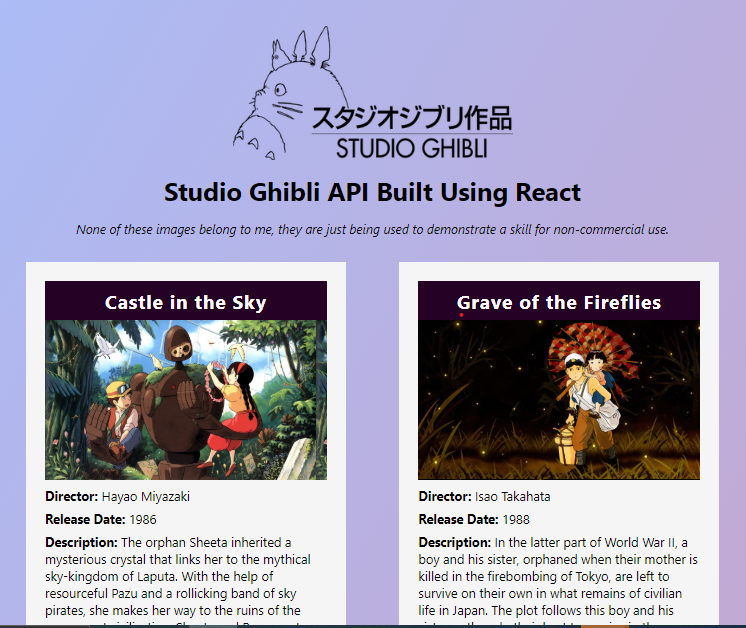 スタジオジブリ作品
STUDIO GHIBLI
Studio Ghibli API Built Using React
None of these images belong to me, they are just being used to demonstrate a skill for non-commercial use.
Castle in the Sky
Director: Hayao Miyazaki
Release Date: 1986
Description: The orphan Sheeta inherited a
mysterious crystal that links her to the mythical
sky-kingdom of Laputa. With the help of
resourceful Pazu and a rollicking band of sky
pirates, she makes her way to the ruins of the
Grave of the Fireflies
Director: Isao Takahata
Release Date: 1988
Description: In the latter part of World War II, a
boy and his sister, orphaned when their mother is
killed in the firebombing of Tokyo, are left to
survive on their own in what remains of civilian
life in Japan. The plot follows this boy and his